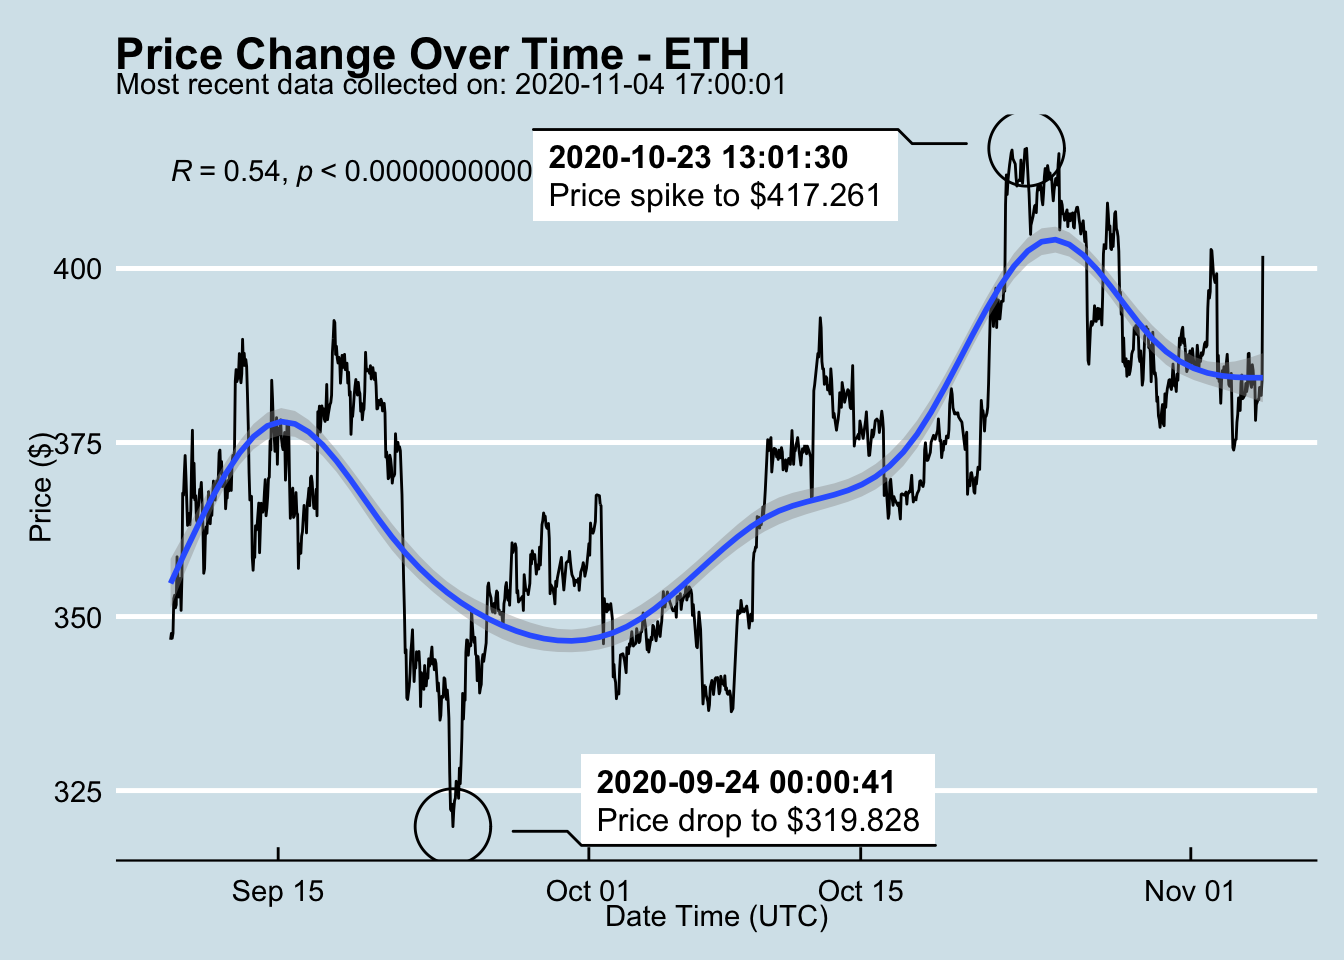 Price Change Over Time - ETH
Most recent data collected on: 2020-11-04 17:00:01
R = 0.54, p < 0.0000000000
2020-10-23 13:01:30
Price spike to $417.261
400
375
350
325
Price ($)
2020-09-24 00:00:41
Price drop to $319.828
Sep 15
Oct 01
Oct 15
Nov 01
Date Time (UTC)